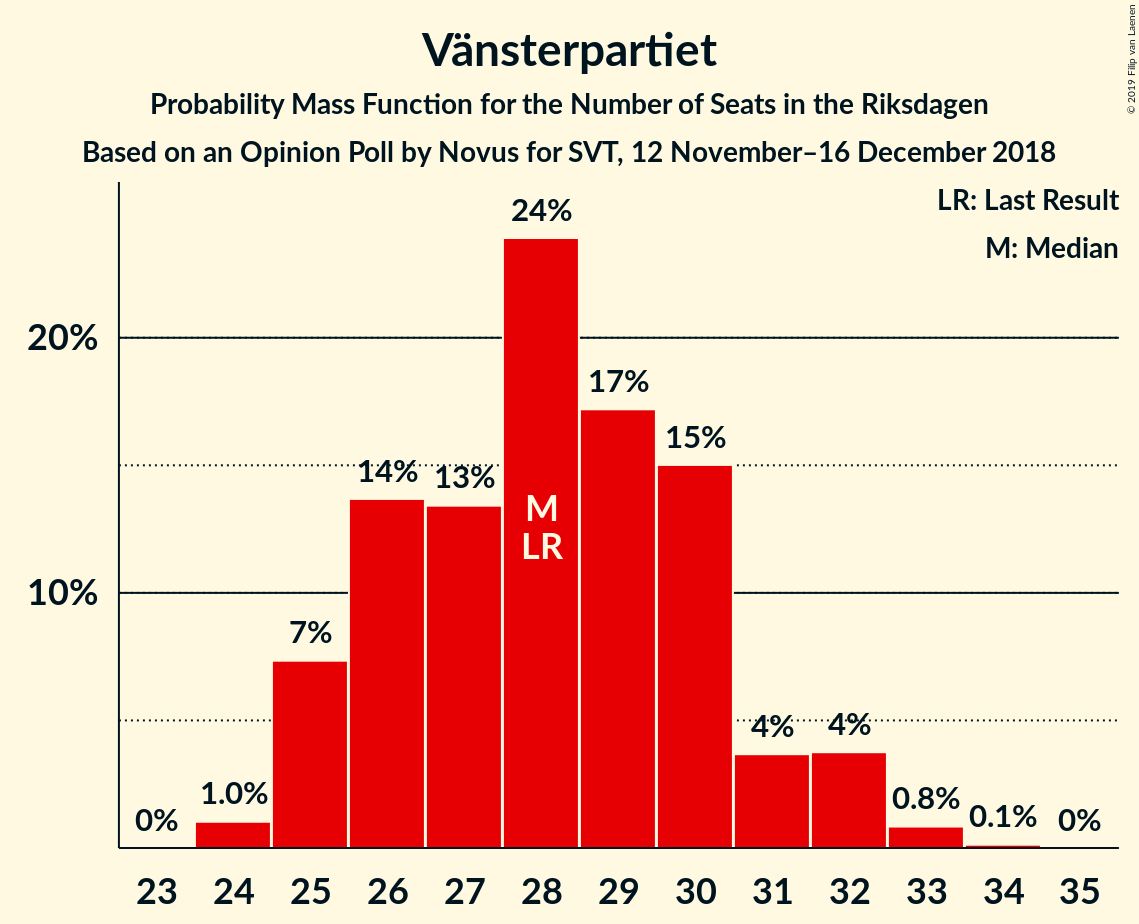 Vänsterpartiet
Probability Mass Function for the Number of Seats in the Riksdagen
Based on an Opinion Poll by Novus for SVT, 12 November–16 December 2018
© 2019 Filip van Laenen
LR: Last Result
M: Median
20%
10%
0%
1.0%
7%
14%
13%
24%
17%
15%
4%
4%
0.8%
0.1%
0%
M
LR
23 24 25 26 27 28 29 30 31 32 33 34 35